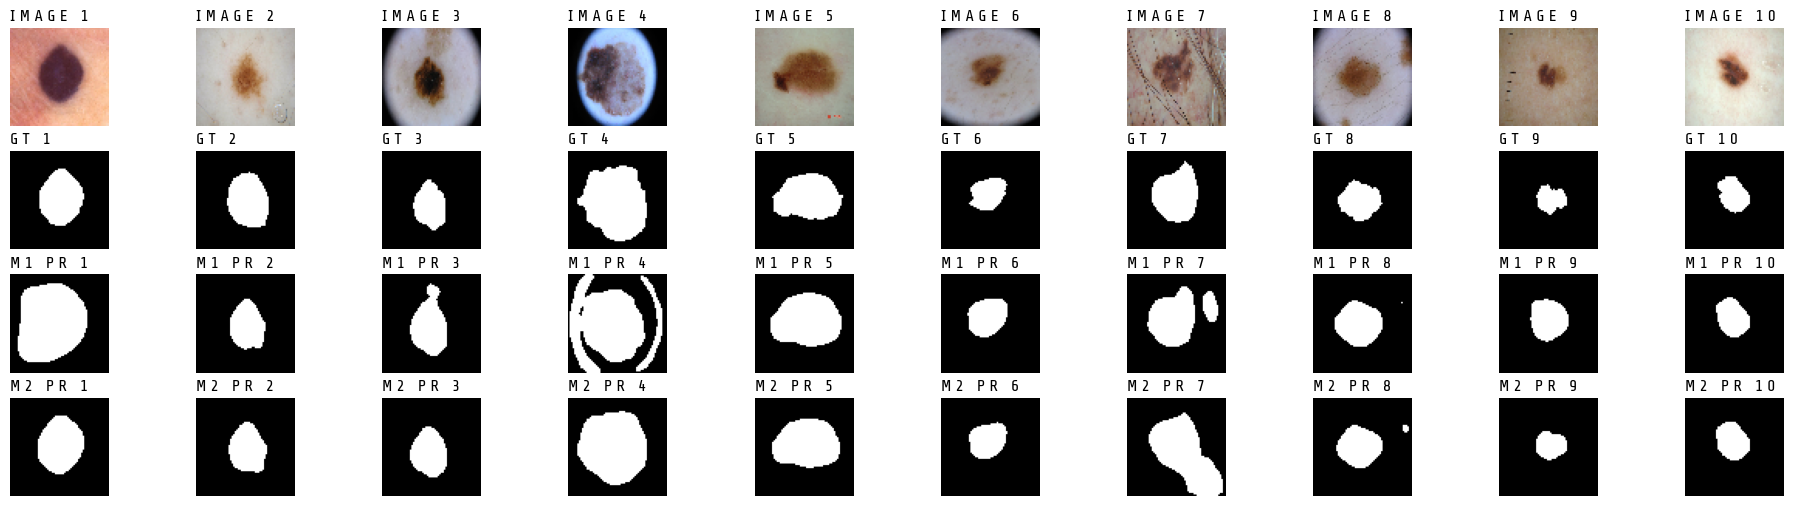 IMAGE 1 IMAGE 2 IMAGE 3 IMAGE 4 IMAGE 5 IMAGE 6 IMAGE 7 IMAGE 8 IMAGE 9 IMAGE 10
GT 1 GT 2 GT 3 GT 4 GT 5 GT 6 GT 7 GT 8 GT 9 GT 10
M1 PR 1 M1 PR 2 M1 PR 3 M1 PR 4 M1 PR 5 M1 PR 6 M1 PR 7 M1 PR 8 M1 PR 9 M1 PR 10
M2 PR 1 M2 PR 2 M2 PR 3 M2 PR 4 M2 PR 5 M2 PR 6 M2 PR 7 M2 PR 8 M2 PR 9 M2 PR 10